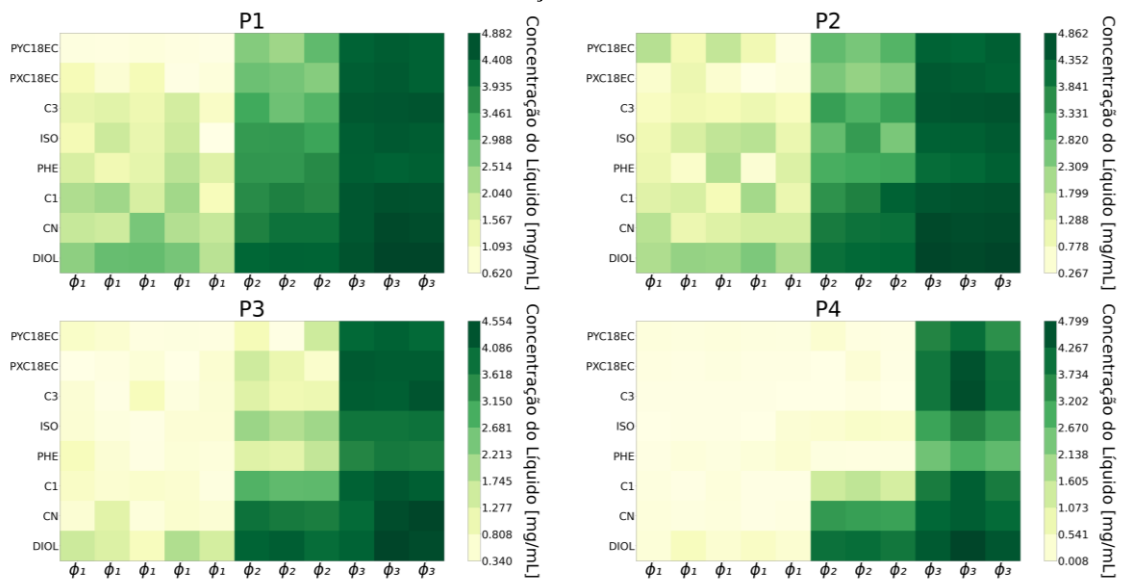 P1
PYC18EC
PXC18EC
C3
ISO
PHE
C1
CN
DIOL
ϕ₁ ϕ₁ ϕ₁ ϕ₁ ϕ₁ ϕ₂ ϕ₂ ϕ₂ ϕ₃ ϕ₃ ϕ₃
4.882
4.408
3.935
3.461
2.988
2.514
2.040
1.567
1.093
0.620
Concentração do Líquido [mg/mL]
P2
PYC18EC
PXC18EC
C3
ISO
PHE
C1
CN
DIOL
ϕ₁ ϕ₁ ϕ₁ ϕ₁ ϕ₁ ϕ₂ ϕ₂ ϕ₂ ϕ₃ ϕ₃ ϕ₃
4.862
4.352
3.841
3.331
2.820
2.309
1.799
1.288
0.778
0.267
Concentração do Líquido [mg/mL]
P3
PYC18EC
PXC18EC
C3
ISO
PHE
C1
CN
DIOL
ϕ₁ ϕ₁ ϕ₁ ϕ₁ ϕ₁ ϕ₂ ϕ₂ ϕ₂ ϕ₃ ϕ₃ ϕ₃
4.554
4.086
3.618
3.150
2.681
2.213
1.745
1.277
0.808
0.340
Concentração do Líquido [mg/mL]
P4
PYC18EC
PXC18EC
C3
ISO
PHE
C1
CN
DIOL
ϕ₁ ϕ₁ ϕ₁ ϕ₁ ϕ₁ ϕ₂ ϕ₂ ϕ₂ ϕ₃ ϕ₃ ϕ₃
4.799
4.267
3.734
3.202
2.670
2.138
1.605
1.073
0.541
0.008
Concentração do Líquido [mg/mL]